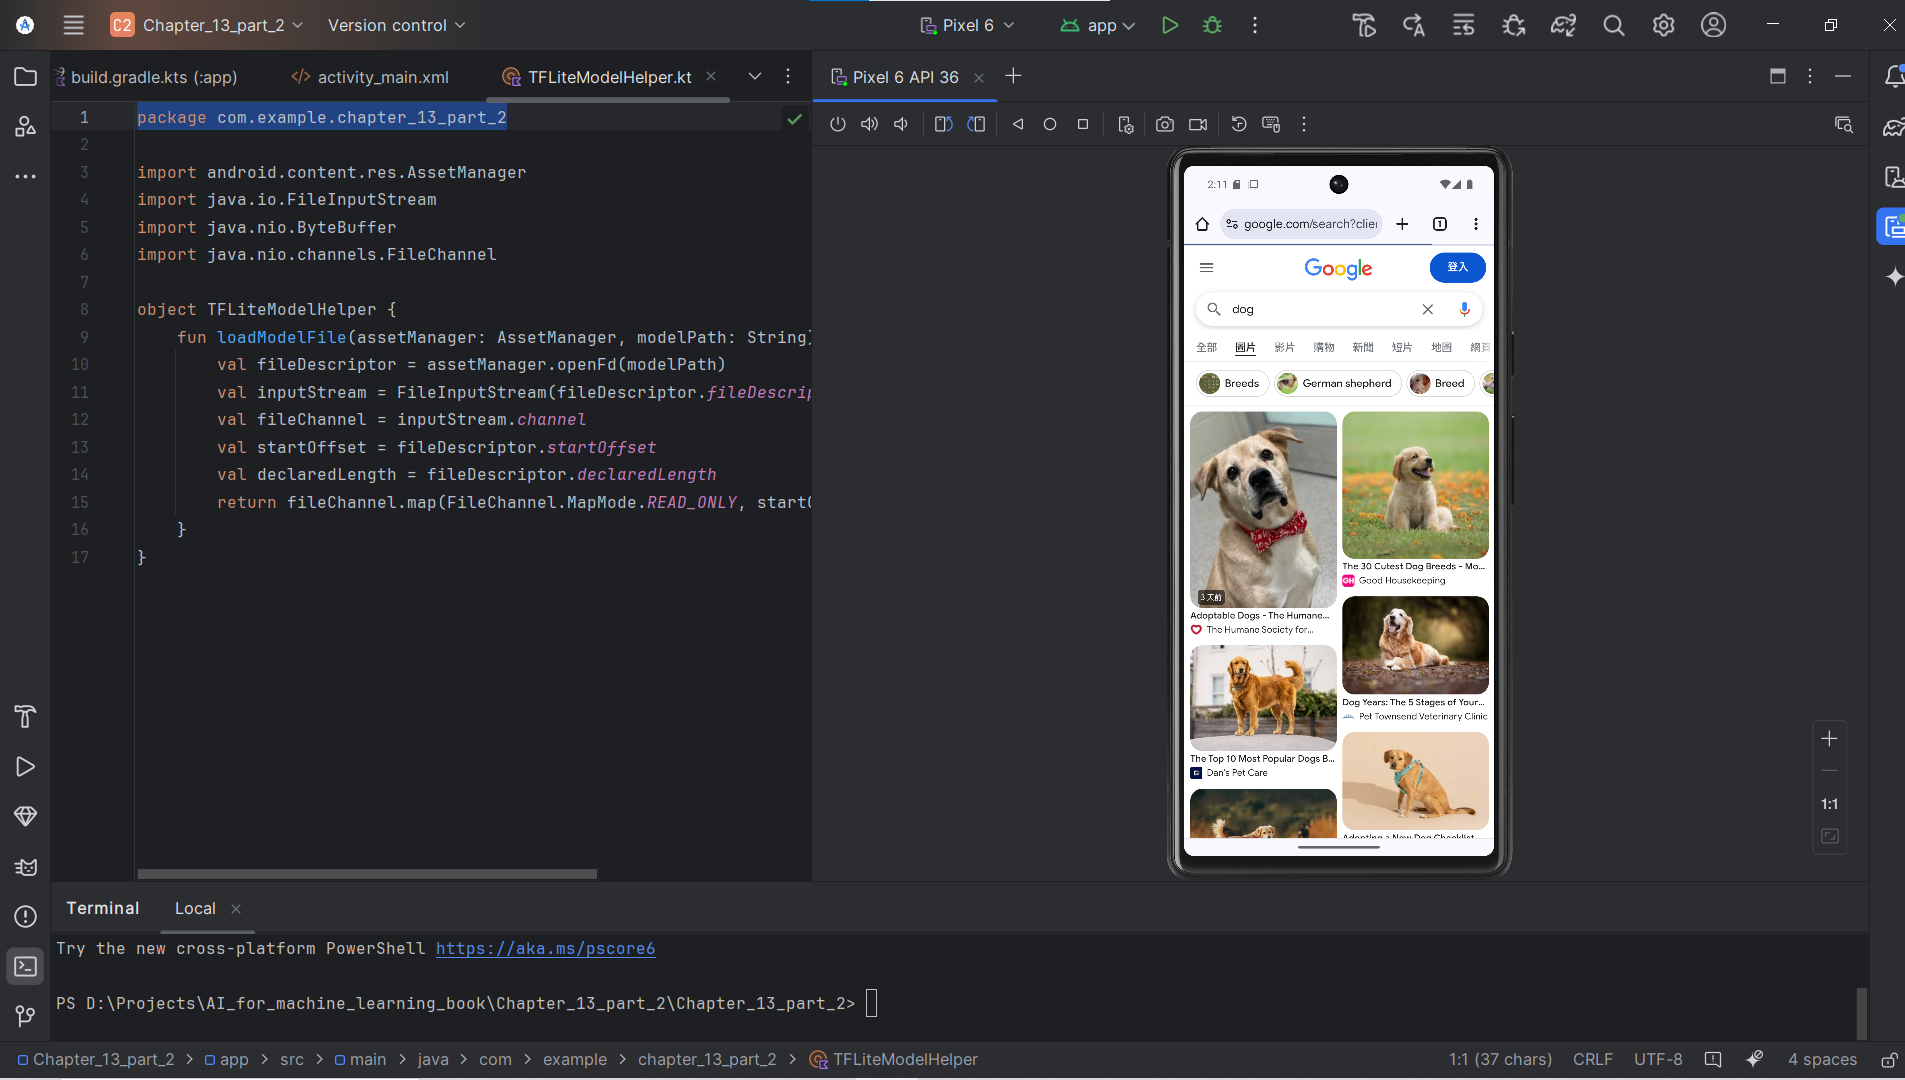 C2 Chapter_13_part_2 Version control Pixel 6 app
build.gradle.kts (:app) activity_main.xml TFLiteModelHelper.kt Pixel 6 API 36
1 package com.example.chapter_13_part_2
2
3 import android.content.res.AssetManager
4 import java.io.FileInputStream
5 import java.nio.ByteBuffer
6 import java.nio.channels.FileChannel
7
8 object TFLiteModelHelper {
9 fun loadModelFile(assetManager: AssetManager, modelPath: String)
10 val fileDescriptor = assetManager.openFd(modelPath)
11 val inputStream = FileInputStream(fileDescriptor.fileDescrip
12 val fileChannel = inputStream.channel
13 val startOffset = fileDescriptor.startOffset
14 val declaredLength = fileDescriptor.declaredLength
15 return fileChannel.map(FileChannel.MapMode.READ_ONLY, startO
16 }
17 }
2:11
google.com/search?clie
Google
登入
dog
全部 圖片 影片 購物 新聞 短片 地圖 網頁
Breeds German shepherd Breed
3 天前
Adoptable Dogs - The Humane...
The Humane Society for...
The 30 Cutest Dog Breeds - Mo...
GH Good Housekeeping
Dog Years: The 5 Stages of Your...
Pet Townsend Veterinary Clinic
The Top 10 Most Popular Dogs B...
Dan's Pet Care
Adopting a New Dog Checklist
1:1
Terminal Local
Try the new cross-platform PowerShell https://aka.ms/pscore6
PS D:\Projects\AI_for_machine_learning_book\Chapter_13_part_2\Chapter_13_part_2>
Chapter_13_part_2 > app > src > main > java > com > example > chapter_13_part_2 > TFLiteModelHelper 1:1 (37 chars) CRLF UTF-8 4 spaces